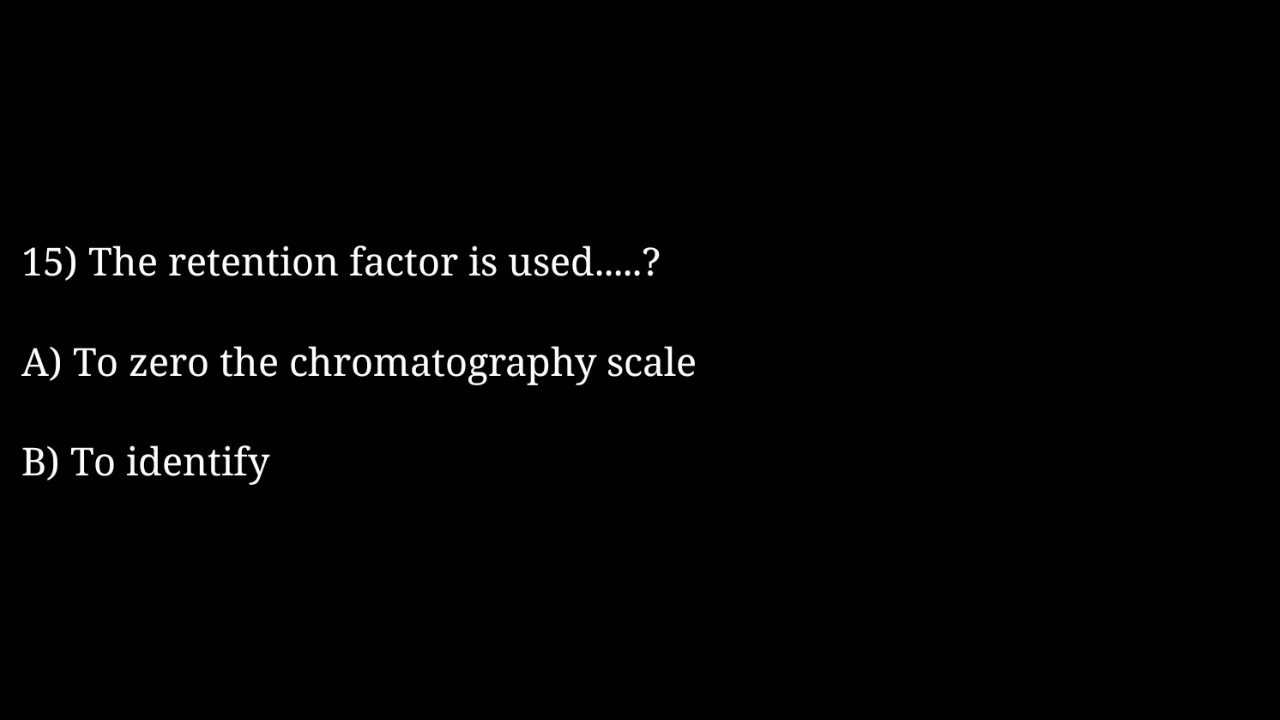 15) The retention factor is used.....?
A) To zero the chromatography scale
B) To identify